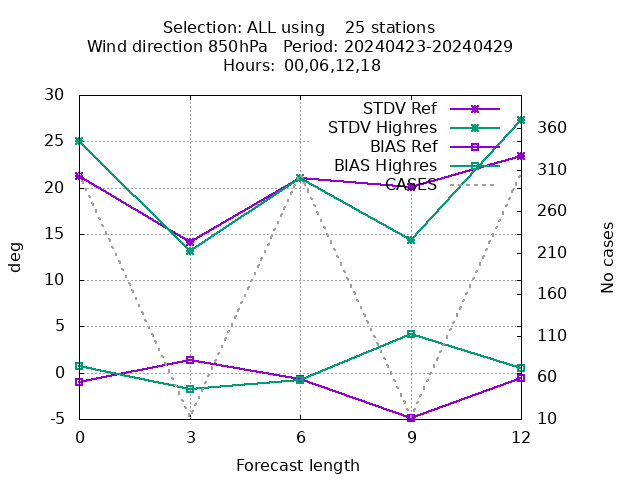 Selection: ALL using    25 stations
Wind direction 850hPa   Period: 20240423-20240429
Hours:  00,06,12,18
30
25
20
15
10
5
0
-5
deg
STDV Ref
STDV Highres
BIAS Ref
BIAS Highres
CASES
360
310
260
210
160
110
60
10
No cases
0 3 6 9 12
Forecast length